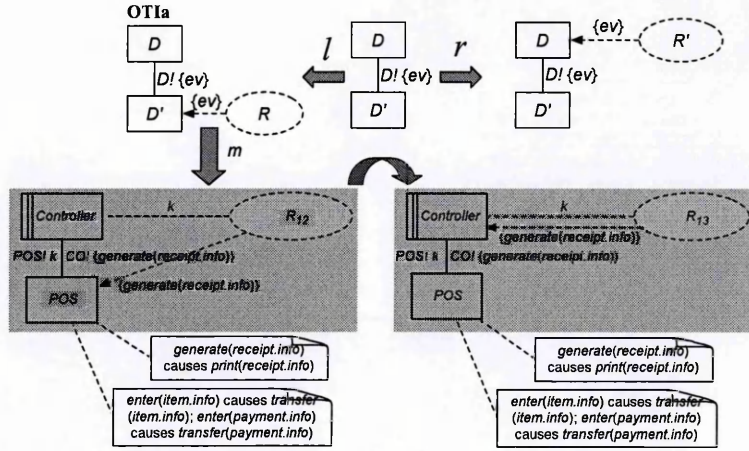 OTIa
D
D! {ev}
D'
{ev}
R
l
D
D! {ev}
D'
r
D
{ev}
R'
D! {ev}
D'
m
Controller
k
R12
POS! k CO! {generate(receipt.info)}
{generate(receipt.info)}
POS
generate(receipt.info)
causes print(receipt.info)
enter(item.info) causes transfer
(item.info); enter(payment.info)
causes transfer(payment.info)
Controller
k
R13
{generate(receipt.info)}
POS! k CO! {generate(receipt.info)}
POS
generate(receipt.info)
causes print(receipt.info)
enter(item.info) causes transfer
(item.info); enter(payment.info)
causes transfer(payment.info)